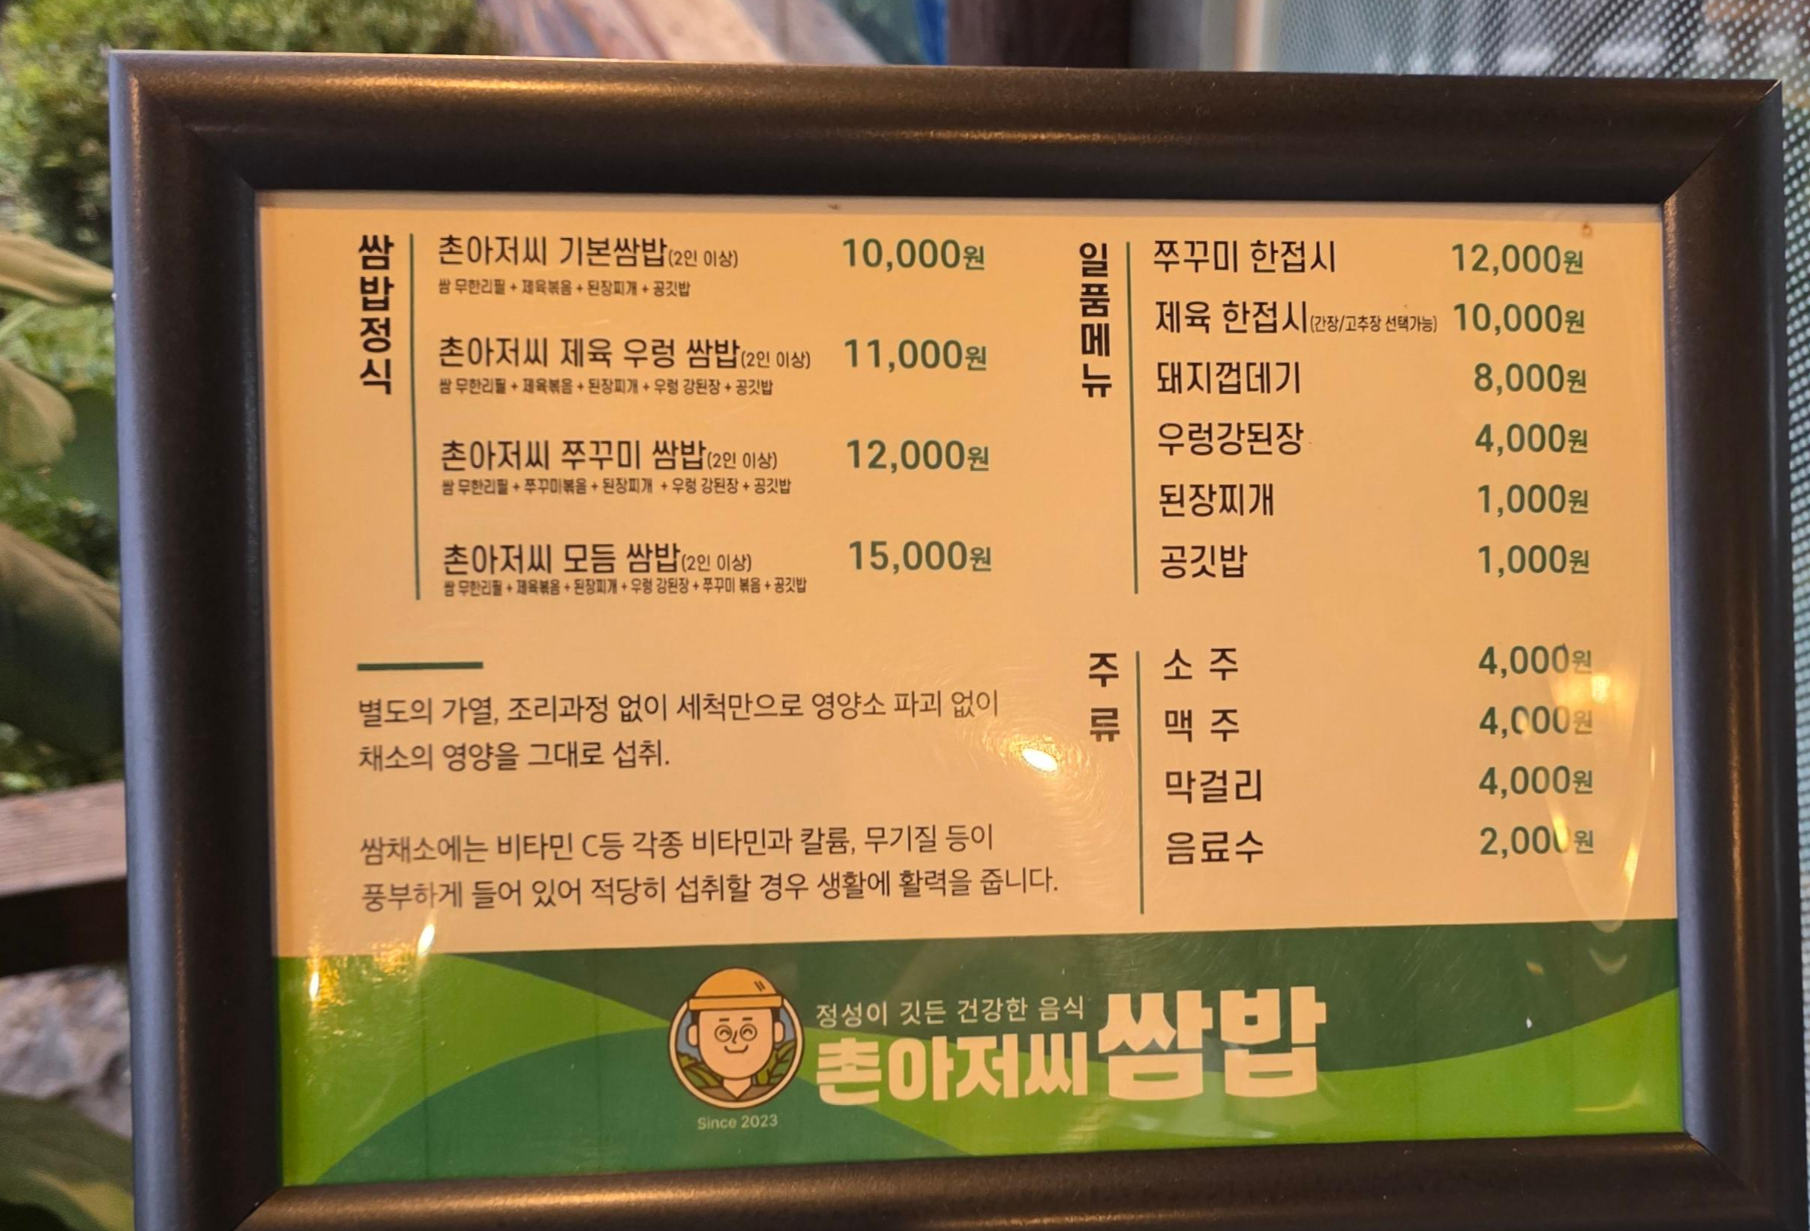 쌈밥정식
촌아저씨 기본쌈밥(2인 이상) 10,000원
쌈 무한리필 + 제육볶음 + 된장찌개 + 공깃밥
촌아저씨 제육 우렁 쌈밥(2인 이상) 11,000원
쌈 무한리필 + 제육볶음 + 된장찌개 + 우렁 강된장 + 공깃밥
촌아저씨 쭈꾸미 쌈밥(2인 이상) 12,000원
쌈 무한리필 + 쭈꾸미볶음 + 된장찌개 + 우렁 강된장 + 공깃밥
촌아저씨 모듬 쌈밥(2인 이상) 15,000원
쌈 무한리필 + 제육볶음 + 된장찌개 + 우렁 강된장 + 쭈꾸미 볶음 + 공깃밥
별도의 가열, 조리과정 없이 세척만으로 영양소 파괴 없이
채소의 영양을 그대로 섭취.
쌈채소에는 비타민 C등 각종 비타민과 칼륨, 무기질 등이
풍부하게 들어 있어 적당히 섭취할 경우 생활에 활력을 줍니다.
일품메뉴
쭈꾸미 한접시 12,000원
제육 한접시(간장/고추장 선택가능) 10,000원
돼지껍데기 8,000원
우렁강된장 4,000원
된장찌개 1,000원
공깃밥 1,000원
주류
소 주 4,000원
맥 주 4,000원
막걸리 4,000원
음료수 2,000원
정성이 깃든 건강한 음식
촌아저씨 쌈밥
Since 2023